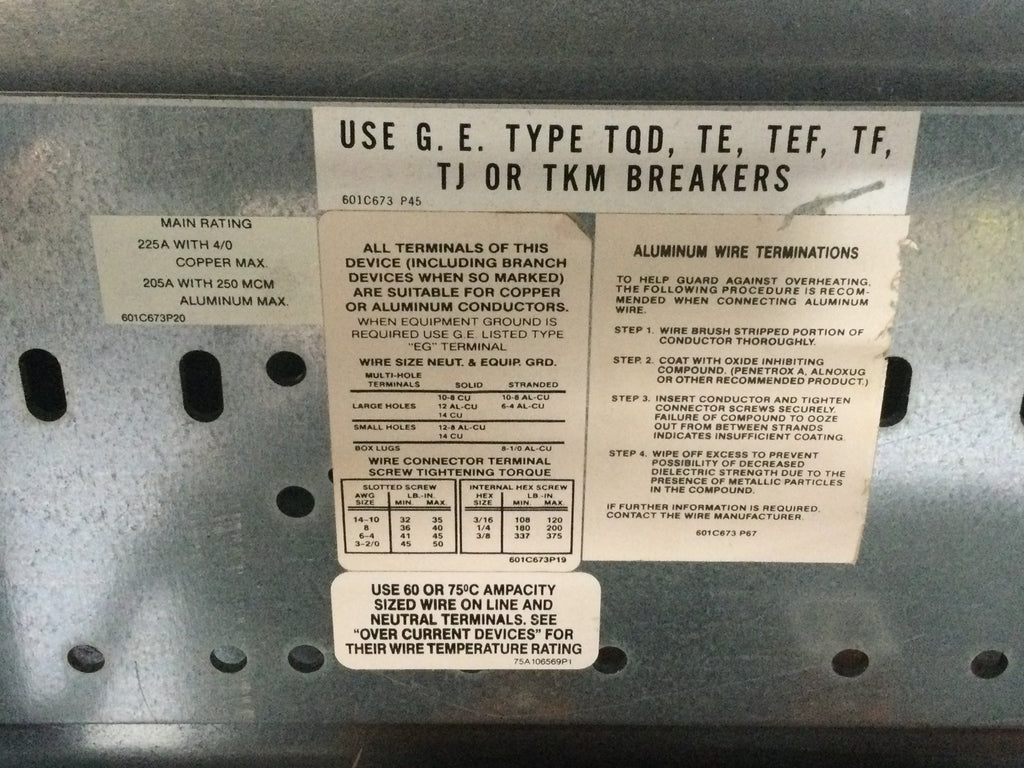 USE G. E. TYPE TQD, TE, TEF, TF,
TJ OR TKM BREAKERS
601C673 P45
MAIN RATING
225A WITH 4/0
COPPER MAX.
205A WITH 250 MCM
ALUMINUM MAX.
601C673P20
ALL TERMINALS OF THIS
DEVICE (INCLUDING BRANCH
DEVICES WHEN SO MARKED)
ARE SUITABLE FOR COPPER
OR ALUMINUM CONDUCTORS.
WHEN EQUIPMENT GROUND IS
REQUIRED USE G.E. LISTED TYPE
"EG" TERMINAL
WIRE SIZE NEUT. & EQUIP. GRD.
MULTI-HOLE
TERMINALS SOLID STRANDED
10-8 CU 10-8 AL-CU
LARGE HOLES 12 AL-CU 6-4 AL-CU
14 CU
SMALL HOLES 12-8 AL-CU
14 CU
BOX LUGS 8-1/0 AL-CU
WIRE CONNECTOR TERMINAL
SCREW TIGHTENING TORQUE
SLOTTED SCREW INTERNAL HEX SCREW
AWG LB.-IN. HEX LB.-IN.
SIZE MIN. MAX. SIZE MIN. MAX.
14-10 32 35 3/16 108 120
8 36 40 1/4 180 200
6-4 41 45 3/8 337 375
3-2/0 45 50
601C673P19
ALUMINUM WIRE TERMINATIONS
TO HELP GUARD AGAINST OVERHEATING,
THE FOLLOWING PROCEDURE IS RECOM-
MENDED WHEN CONNECTING ALUMINUM
WIRE.
STEP 1. WIRE BRUSH STRIPPED PORTION OF
CONDUCTOR THOROUGHLY.
STEP 2. COAT WITH OXIDE INHIBITING
COMPOUND. (PENETROX A, ALNOXUG
OR OTHER RECOMMENDED PRODUCT.)
STEP 3. INSERT CONDUCTOR AND TIGHTEN
CONNECTOR SCREWS SECURELY.
FAILURE OF COMPOUND TO OOZE
OUT FROM BETWEEN STRANDS
INDICATES INSUFFICIENT COATING.
STEP 4. WIPE OFF EXCESS TO PREVENT
POSSIBILITY OF DECREASED
DIELECTRIC STRENGTH DUE TO THE
PRESENCE OF METALLIC PARTICLES
IN THE COMPOUND.
IF FURTHER INFORMATION IS REQUIRED,
CONTACT THE WIRE MANUFACTURER.
601C673 P67
USE 60 OR 75ºC AMPACITY
SIZED WIRE ON LINE AND
NEUTRAL TERMINALS. SEE
"OVER CURRENT DEVICES" FOR
THEIR WIRE TEMPERATURE RATING
75A106569P1